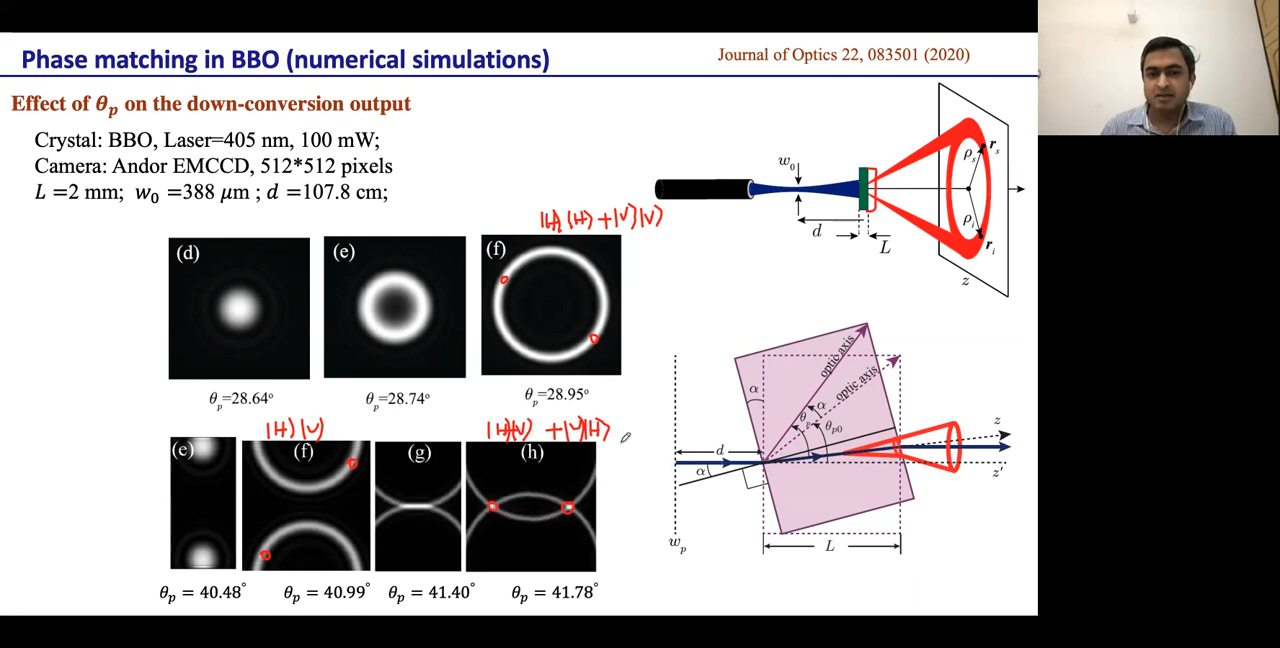 Phase matching in BBO (numerical simulations)
Journal of Optics 22, 083501 (2020)
Effect of θp on the down-conversion output
Crystal: BBO, Laser=405 nm, 100 mW;
Camera: Andor EMCCD, 512*512 pixels
L =2 mm; w0 =388 μm ; d =107.8 cm;
|H⟩|H⟩ + |V⟩|V⟩
(d) (e) (f)
θp=28.64° θp=28.74° θp=28.95°
|H⟩|V⟩ |H⟩|V⟩ + |V⟩|H⟩
(e) (f) (g) (h)
θp = 40.48° θp = 40.99° θp = 41.40° θp = 41.78°
w0
d
L
ρs rs
ρi ri
z
optic axis
optic axis
α
α
θp
θp0
d
α
z
z′
wp
L